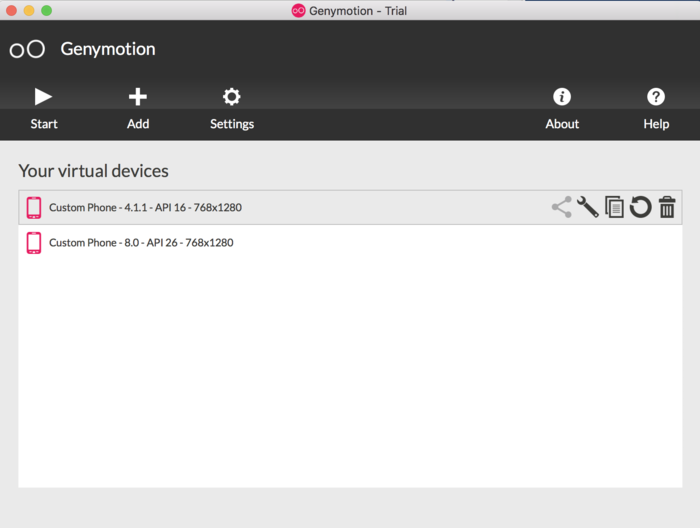 Genymotion - Trial
Genymotion
Start Add Settings About Help
Your virtual devices
Custom Phone - 4.1.1 - API 16 - 768x1280
Custom Phone - 8.0 - API 26 - 768x1280